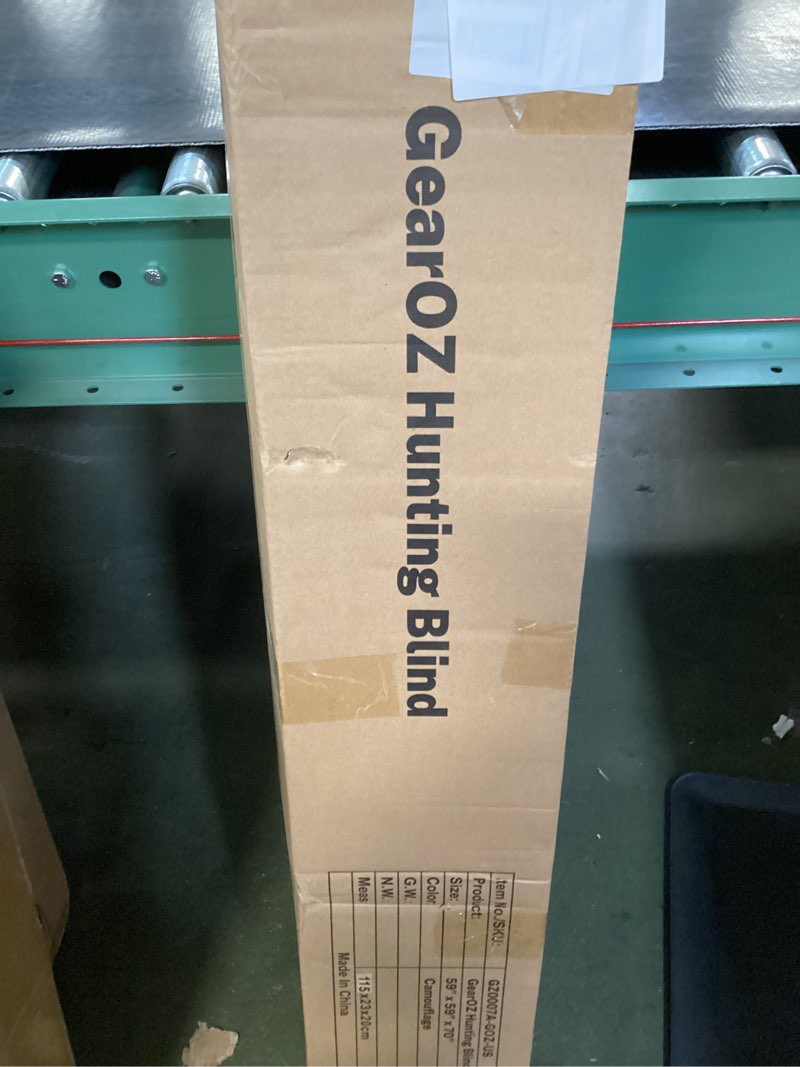 GearOZ Hunting Blind
Item No./SKU: GZ0007A-GOZ-US
Product: GearOZ Hunting Blind
Size: 59" x 59" x 70"
Color Camouflage
G.W.:
N.W.:
Meas 115x23x20cm
Made In China